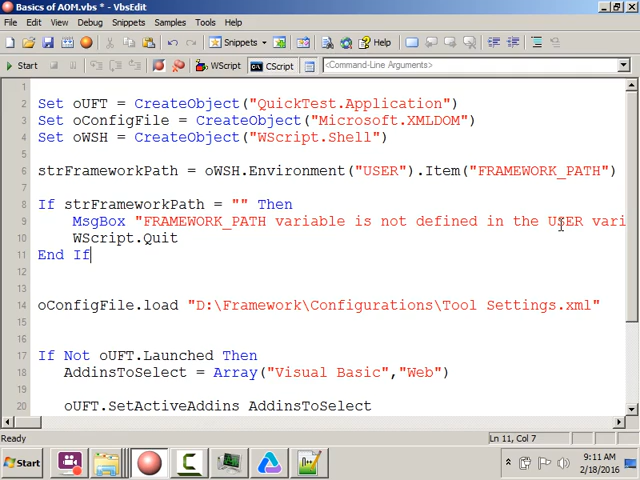 Basics of AOM.vbs * - VbsEdit
File Edit View Debug Snippets Samples Tools Help
Snippets Help
Start WScript CScript <Command-Line Arguments>
1
2 Set oUFT = CreateObject("QuickTest.Application")
3 Set oConfigFile = CreateObject("Microsoft.XMLDOM")
4 Set oWSH = CreateObject("WScript.Shell")
5
6 strFrameworkPath = oWSH.Environment("USER").Item("FRAMEWORK_PATH")
7
8 If strFrameworkPath = "" Then
9 MsgBox "FRAMEWORK_PATH variable is not defined in the USER vari
10 WScript.Quit
11 End If
12
13
14 oConfigFile.load "D:\Framework\Configurations\Tool Settings.xml"
15
16
17 If Not oUFT.Launched Then
18 AddinsToSelect = Array("Visual Basic","Web")
19
20 oUFT.SetActiveAddins AddinsToSelect
Ready Ln 11, Col 7
Start 9:11 AM
2/14/2016